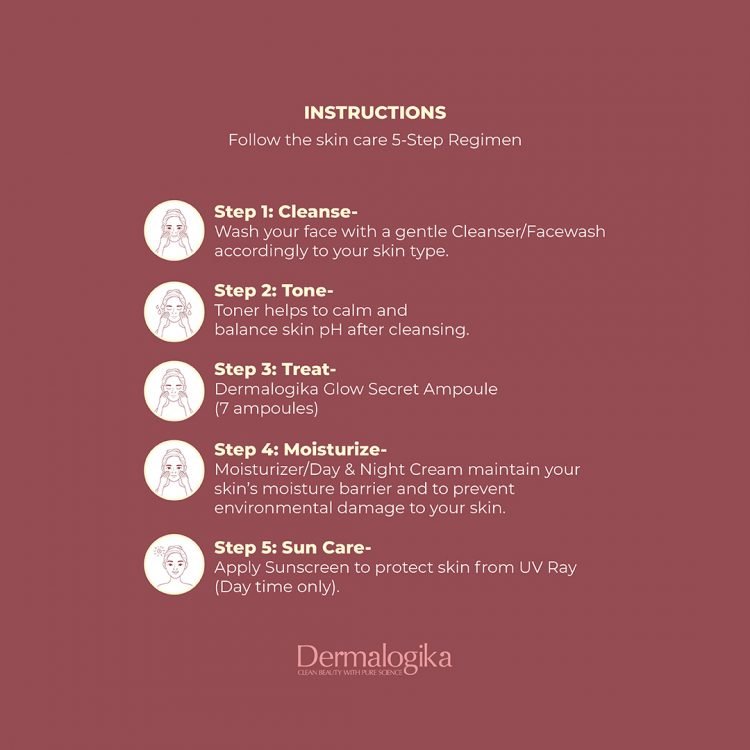 INSTRUCTIONS
Follow the skin care 5-Step Regimen
Step 1: Cleanse-
Wash your face with a gentle Cleanser/Facewash
accordingly to your skin type.
Step 2: Tone-
Toner helps to calm and
balance skin pH after cleansing.
Step 3: Treat-
Dermalogika Glow Secret Ampoule
(7 ampoules)
Step 4: Moisturize-
Moisturizer/Day & Night Cream maintain your
skin’s moisture barrier and to prevent
environmental damage to your skin.
Step 5: Sun Care-
Apply Sunscreen to protect skin from UV Ray
(Day time only).
Dermalogika
CLEAN BEAUTY WITH PURE SCIENCE